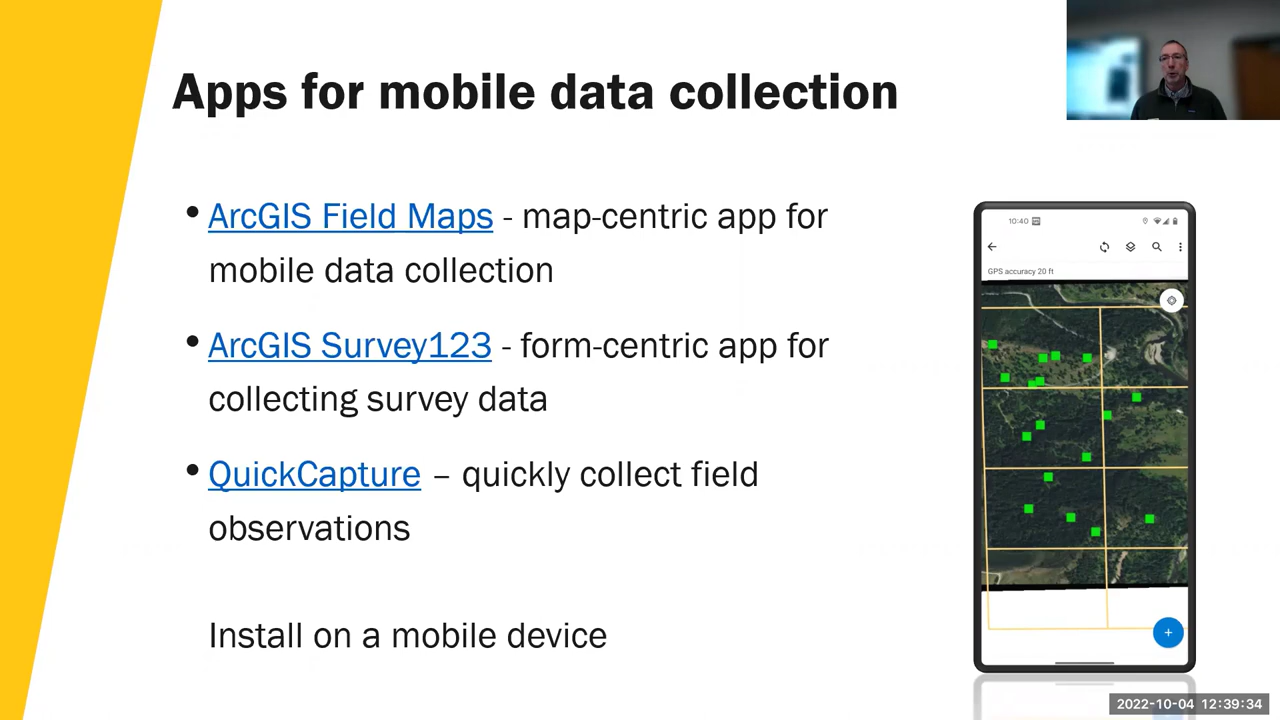 Apps for mobile data collection
• ArcGIS Field Maps - map-centric app for
mobile data collection
• ArcGIS Survey123 - form-centric app for
collecting survey data
• QuickCapture – quickly collect field
observations
Install on a mobile device
10:40
GPS accuracy 20 ft
+
2022-10-04 12:39:34